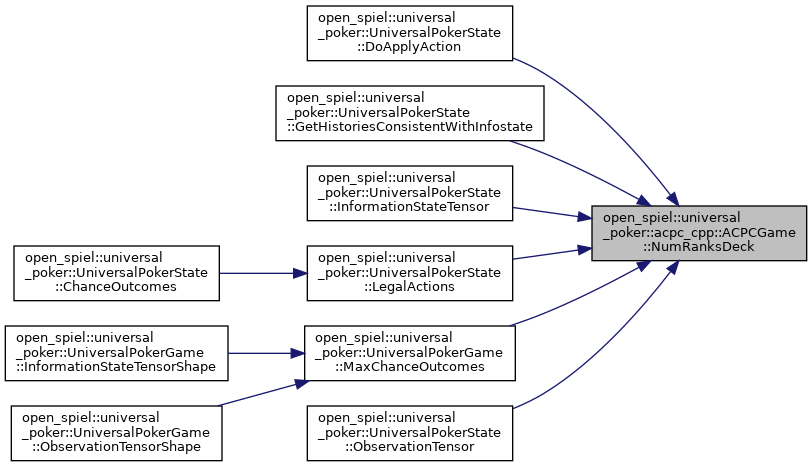 open_spiel::universal
_poker::UniversalPokerState
::DoApplyAction
open_spiel::universal
_poker::UniversalPokerState
::GetHistoriesConsistentWithInfostate
open_spiel::universal
_poker::UniversalPokerState
::InformationStateTensor
open_spiel::universal
_poker::acpc_cpp::ACPCGame
::NumRanksDeck
open_spiel::universal
_poker::UniversalPokerState
::ChanceOutcomes
open_spiel::universal
_poker::UniversalPokerState
::LegalActions
open_spiel::universal
_poker::UniversalPokerGame
::InformationStateTensorShape
open_spiel::universal
_poker::UniversalPokerGame
::MaxChanceOutcomes
open_spiel::universal
_poker::UniversalPokerGame
::ObservationTensorShape
open_spiel::universal
_poker::UniversalPokerState
::ObservationTensor